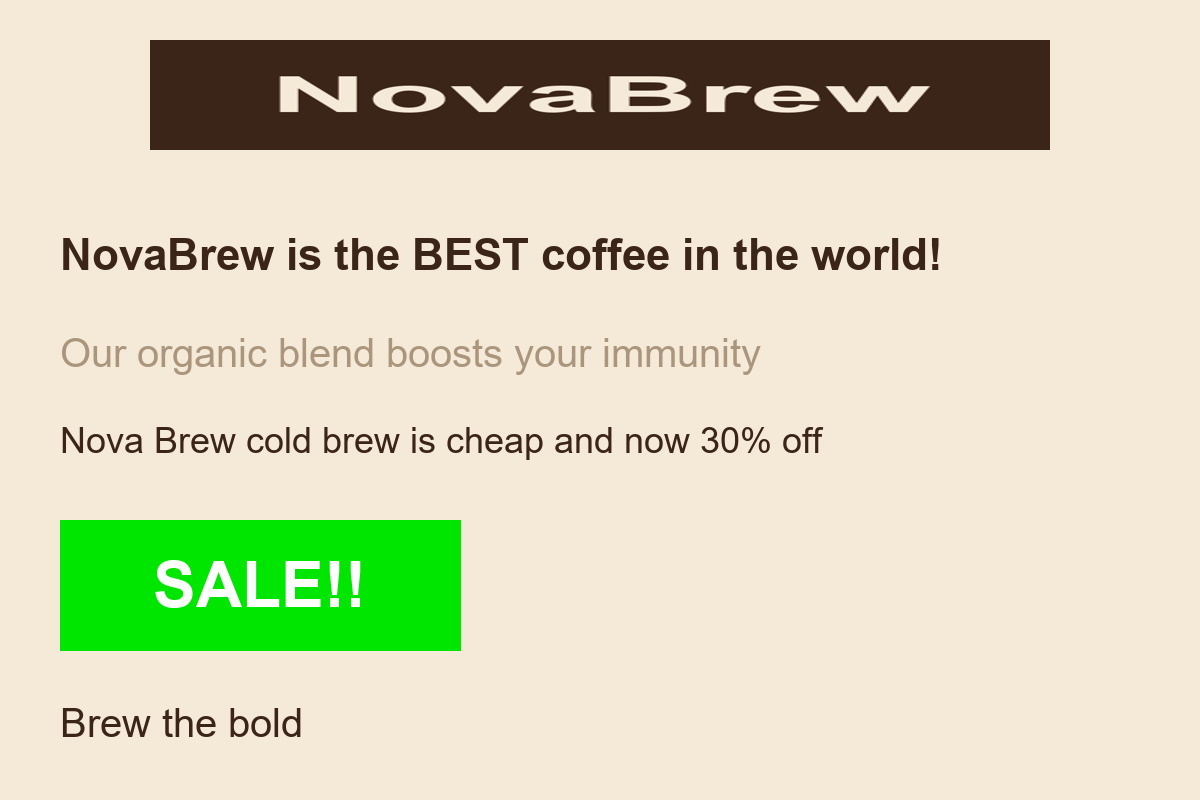 NovaBrew
NovaBrew is the BEST coffee in the world!
Our organic blend boosts your immunity
Nova Brew cold brew is cheap and now 30% off
SALE!!
Brew the bold